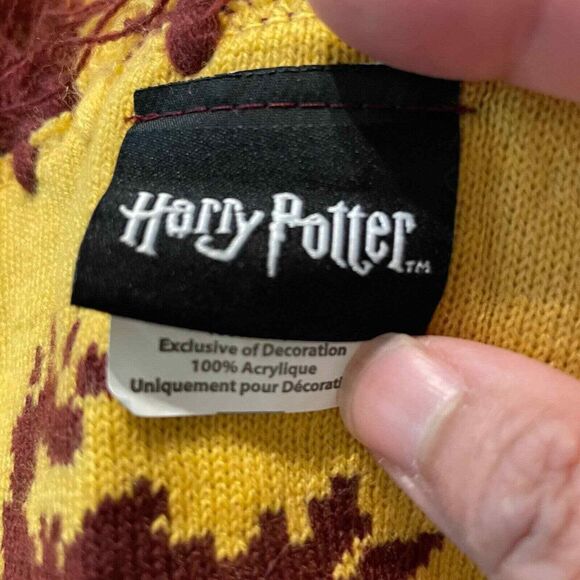 Harry Potter™
Exclusive of Decoration
100% Acrylique
Uniquement pour Décorati